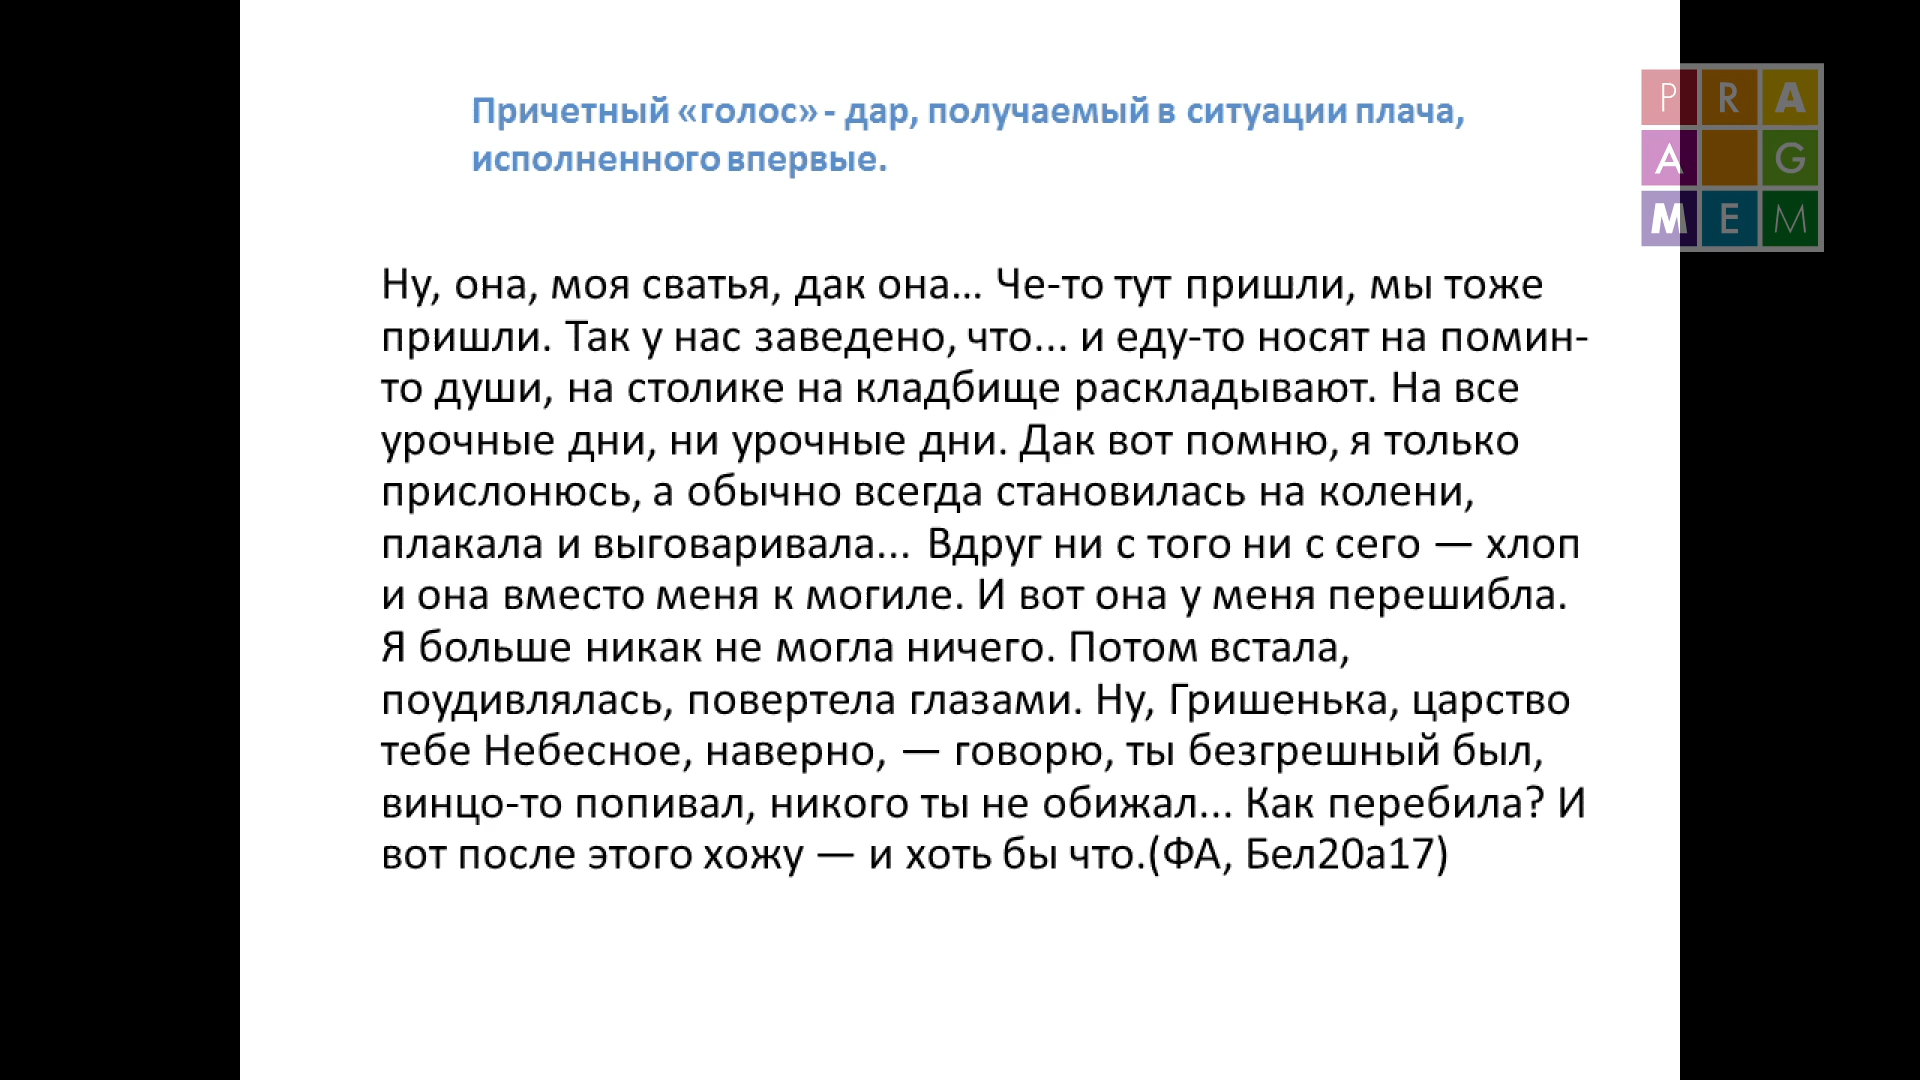 Причетный «голос» - дар, получаемый в ситуации плача,
исполненного впервые.
P R A
A G
M E M
Ну, она, моя сватья, дак она... Че-то тут пришли, мы тоже
пришли. Так у нас заведено, что... и еду-то носят на помин-
то души, на столике на кладбище раскладывают. На все
урочные дни, ни урочные дни. Дак вот помню, я только
прислонюсь, а обычно всегда становилась на колени,
плакала и выговаривала... Вдруг ни с того ни с сего — хлоп
и она вместо меня к могиле. И вот она у меня перешибла.
Я больше никак не могла ничего. Потом встала,
поудивлялась, повертела глазами. Ну, Гришенька, царство
тебе Небесное, наверно, — говорю, ты безгрешный был,
винцо-то попивал, никого ты не обижал... Как перебила? И
вот после этого хожу — и хоть бы что.(ФА, Бел20а17)